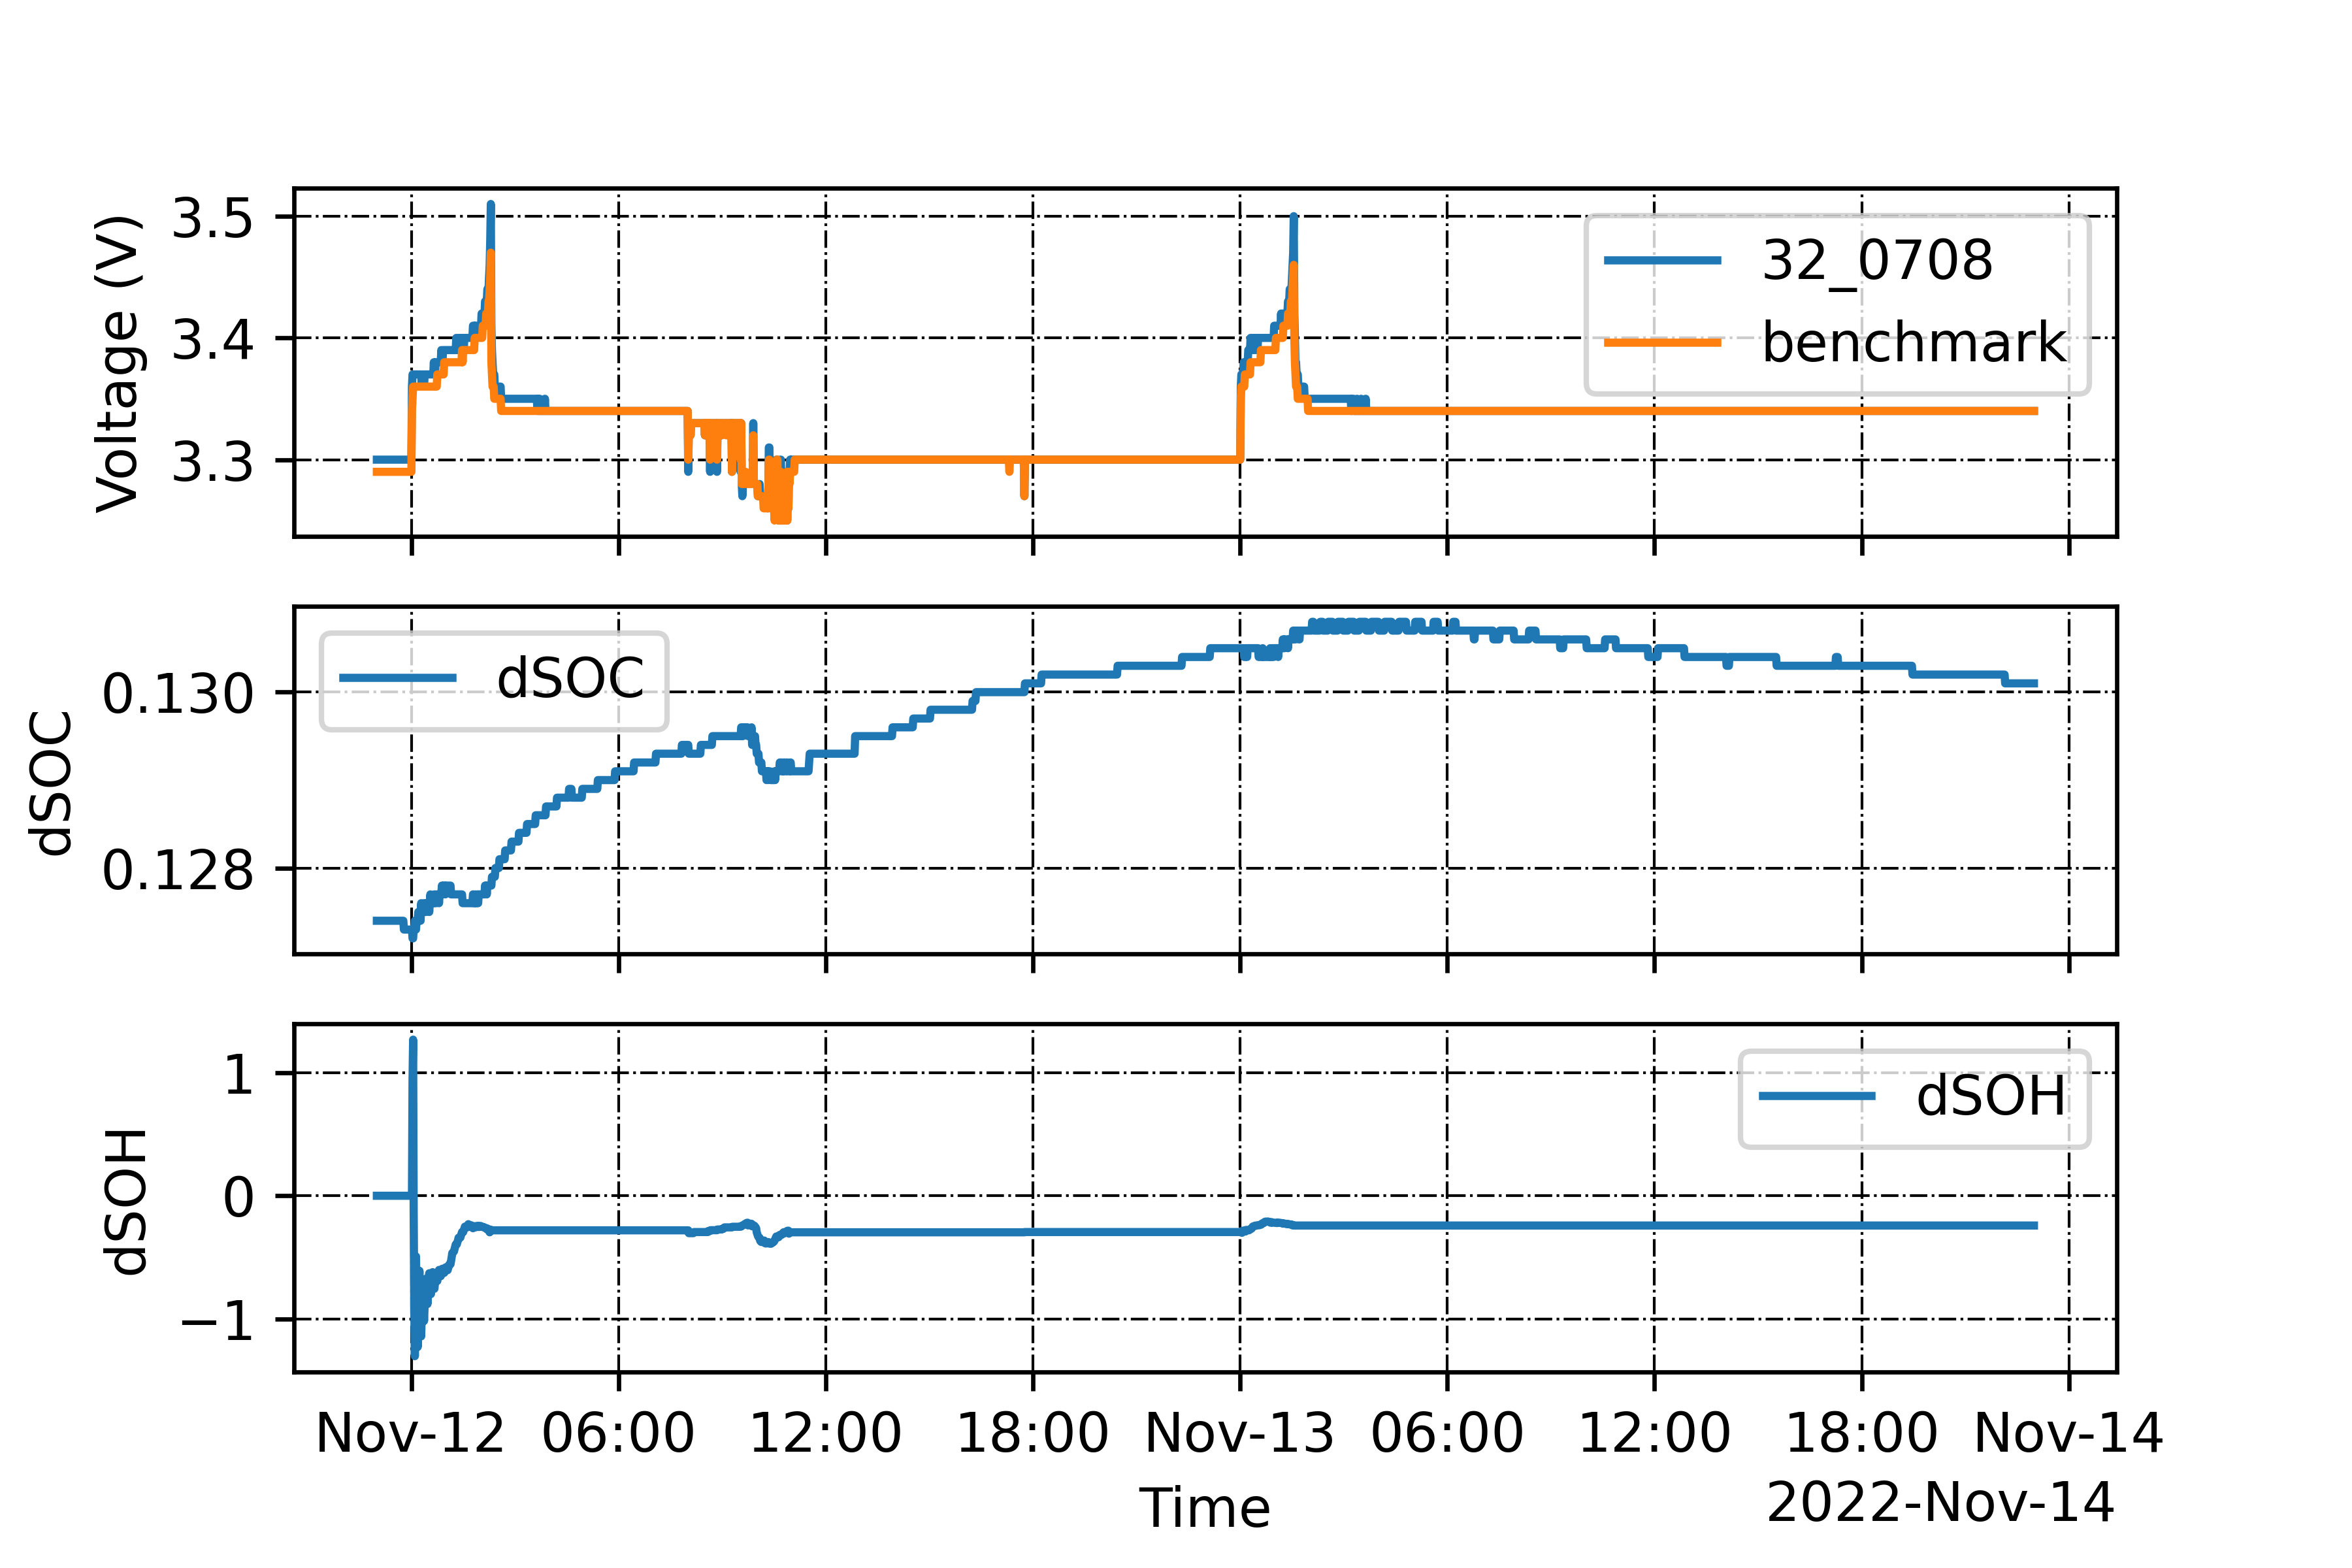 3.5
3.4
3.3
Voltage (V)
32_0708
benchmark
0.130
0.128
dSOC
dSOC
1
0
−1
dSOH
dSOH
Nov-12 06:00 12:00 18:00 Nov-13 06:00 12:00 18:00 Nov-14
Time
2022-Nov-14